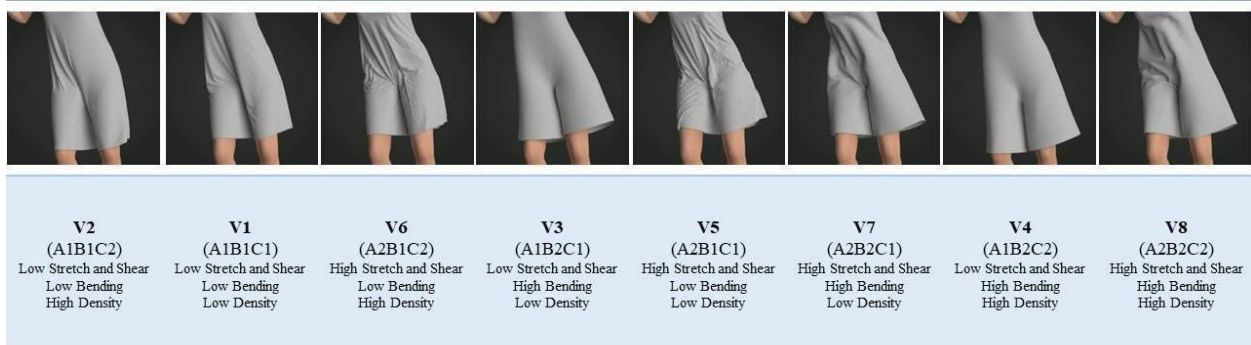 V2
(A1B1C2)
Low Stretch and Shear
Low Bending
High Density
V1
(A1B1C1)
Low Stretch and Shear
Low Bending
Low Density
V6
(A2B1C2)
High Stretch and Shear
Low Bending
High Density
V3
(A1B2C1)
Low Stretch and Shear
High Bending
Low Density
V5
(A2B1C1)
High Stretch and Shear
Low Bending
Low Density
V7
(A2B2C1)
High Stretch and Shear
High Bending
Low Density
V4
(A1B2C2)
Low Stretch and Shear
High Bending
High Density
V8
(A2B2C2)
High Stretch and Shear
High Bending
High Density